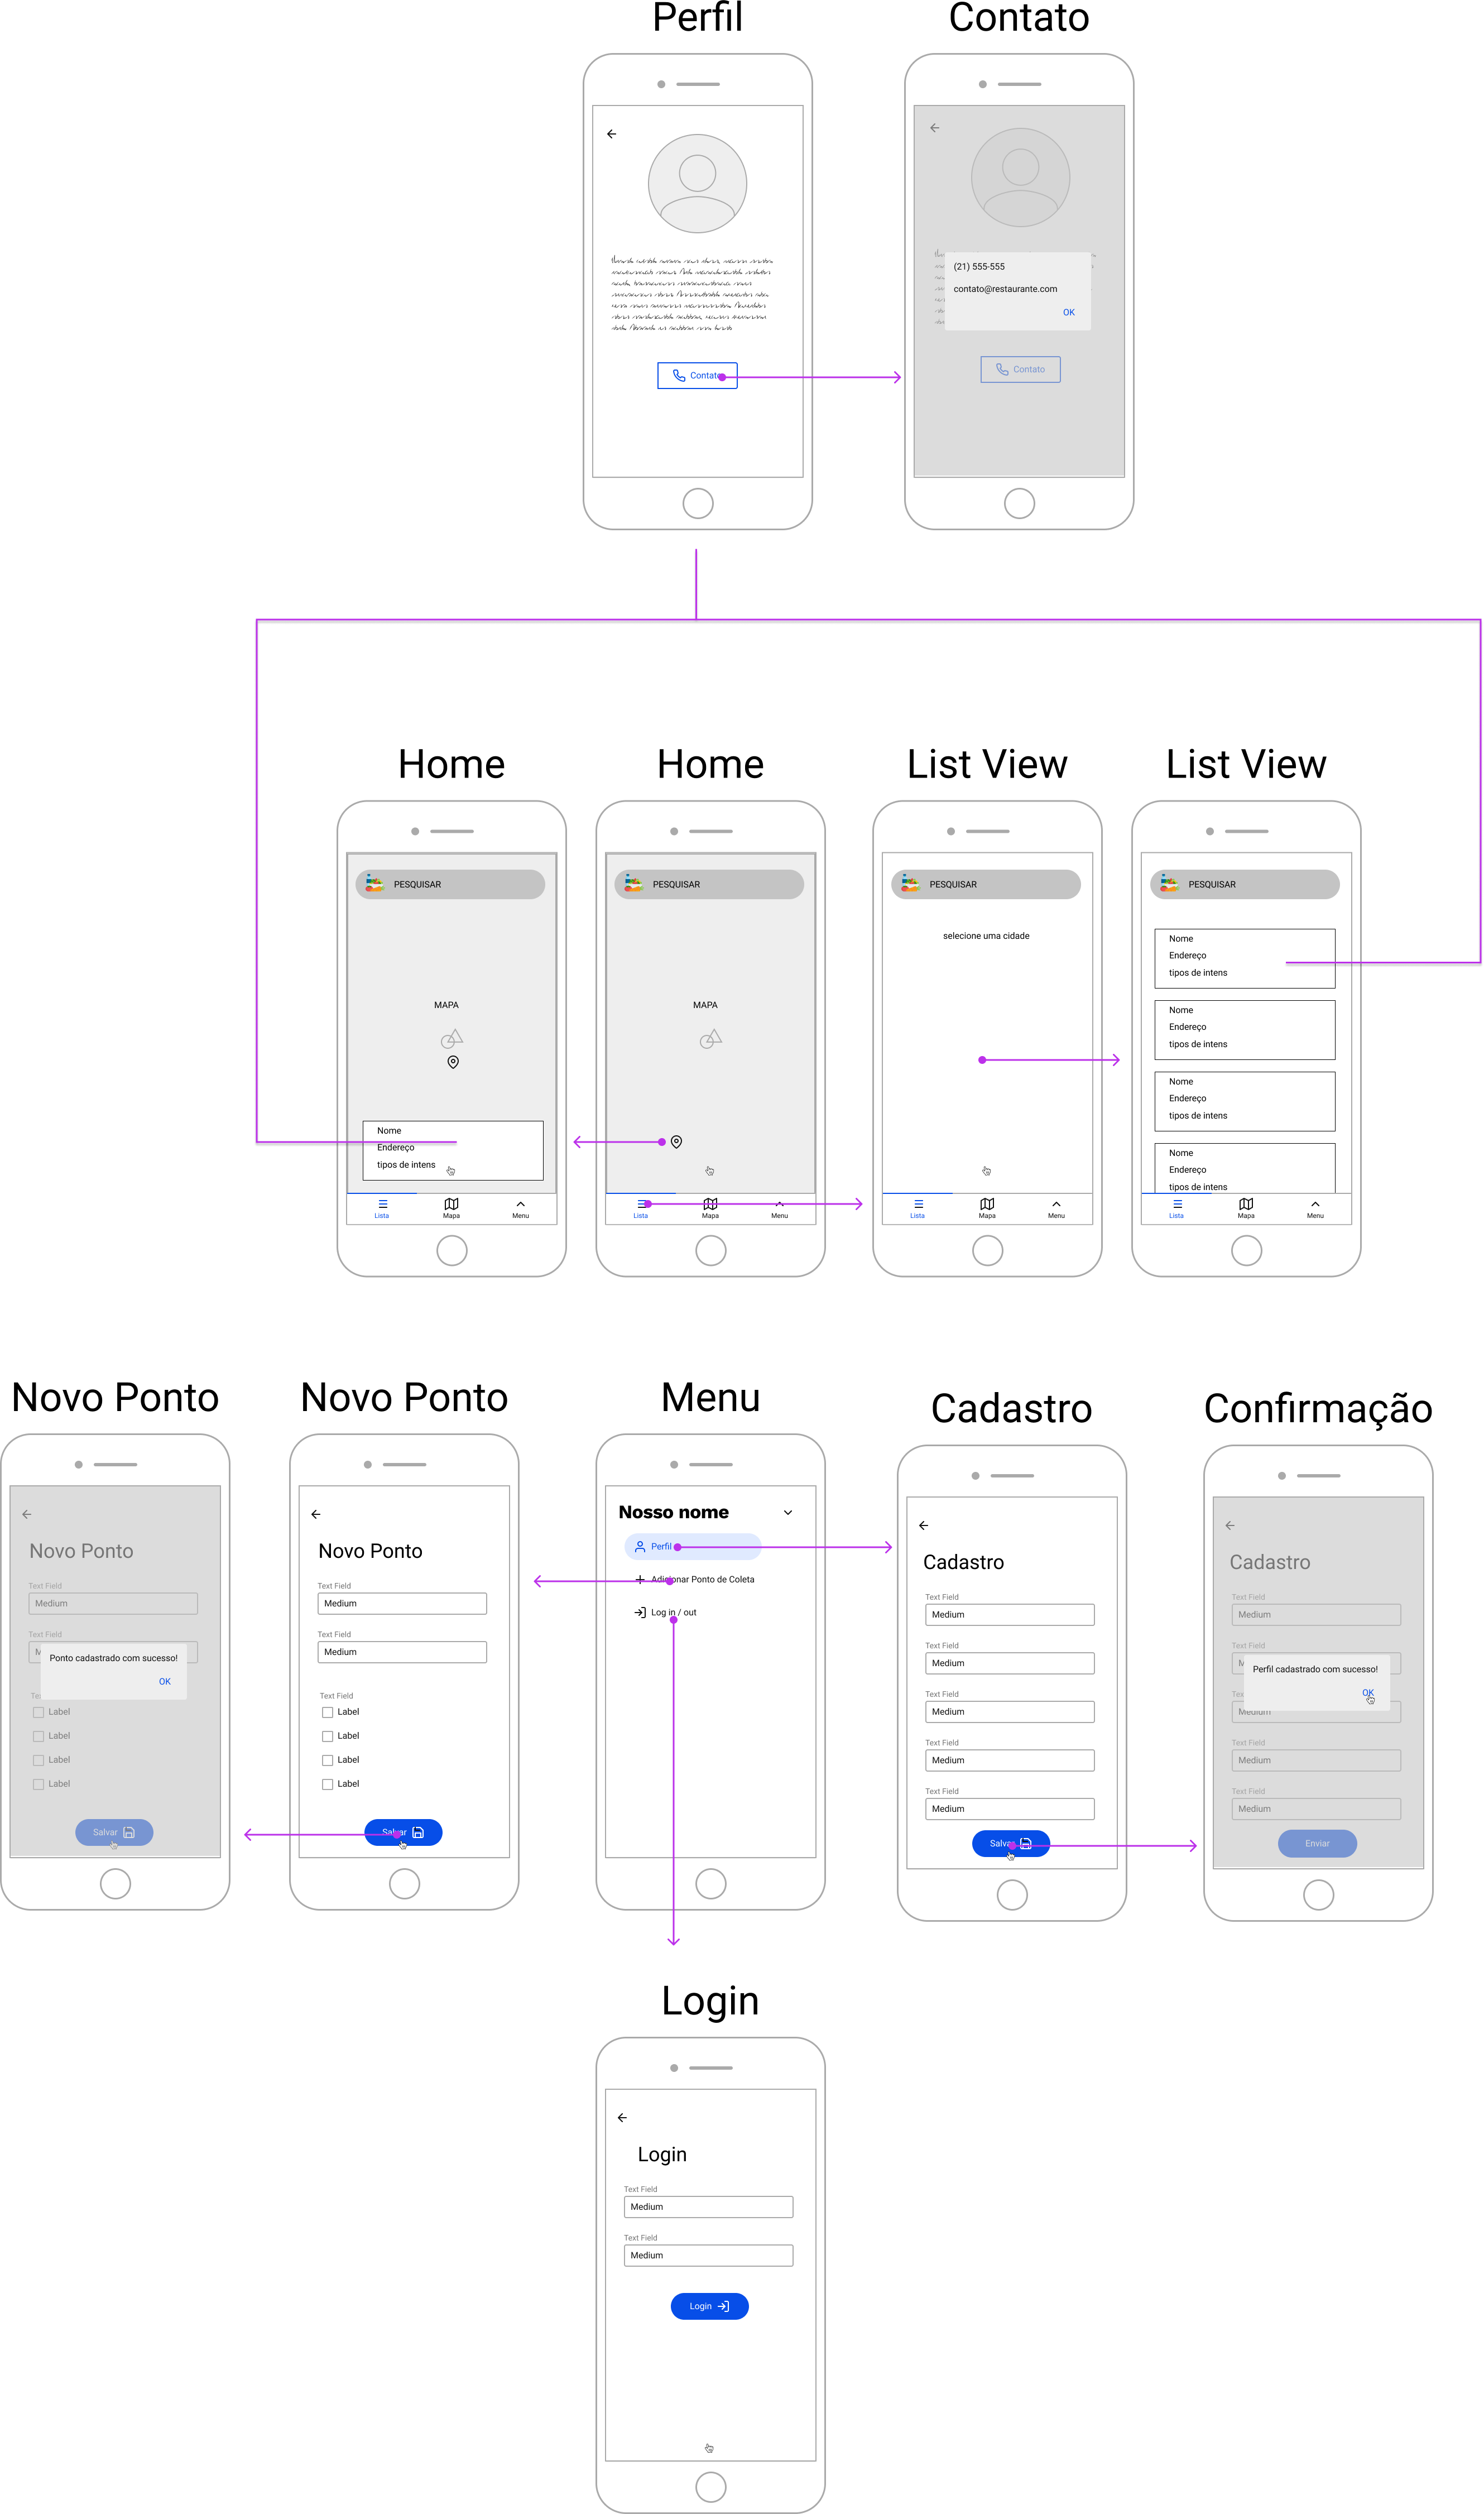 Perfil
Contato
Contato
(21) 555-555
contato@restaurante.com
OK
Contato
Home
Home
List View
List View
PESQUISAR
MAPA
Nome
Endereço
tipos de intens
Lista
Mapa
Menu
PESQUISAR
MAPA
Lista
Mapa
Menu
PESQUISAR
selecione uma cidade
Lista
Mapa
Menu
PESQUISAR
Nome
Endereço
tipos de intens
Nome
Endereço
tipos de intens
Nome
Endereço
tipos de intens
Nome
Endereço
tipos de intens
Lista
Mapa
Menu
Novo Ponto
Novo Ponto
Menu
Cadastro
Confirmação
Novo Ponto
Text Field
Medium
Text Field
M
Ponto cadastrado com sucesso!
OK
Te
Label
Label
Label
Label
Salvar
Novo Ponto
Text Field
Medium
Text Field
Medium
Text Field
Label
Label
Label
Label
Salvar
Nosso nome
Perfil
Adicionar Ponto de Coleta
Log in / out
Cadastro
Text Field
Medium
Text Field
Medium
Text Field
Medium
Text Field
Medium
Text Field
Medium
Salvar
Cadastro
Text Field
Medium
Text Field
M
Perfil cadastrado com sucesso!
OK
Tex
Medium
Text Field
Medium
Text Field
Medium
Enviar
Login
Login
Text Field
Medium
Text Field
Medium
Login